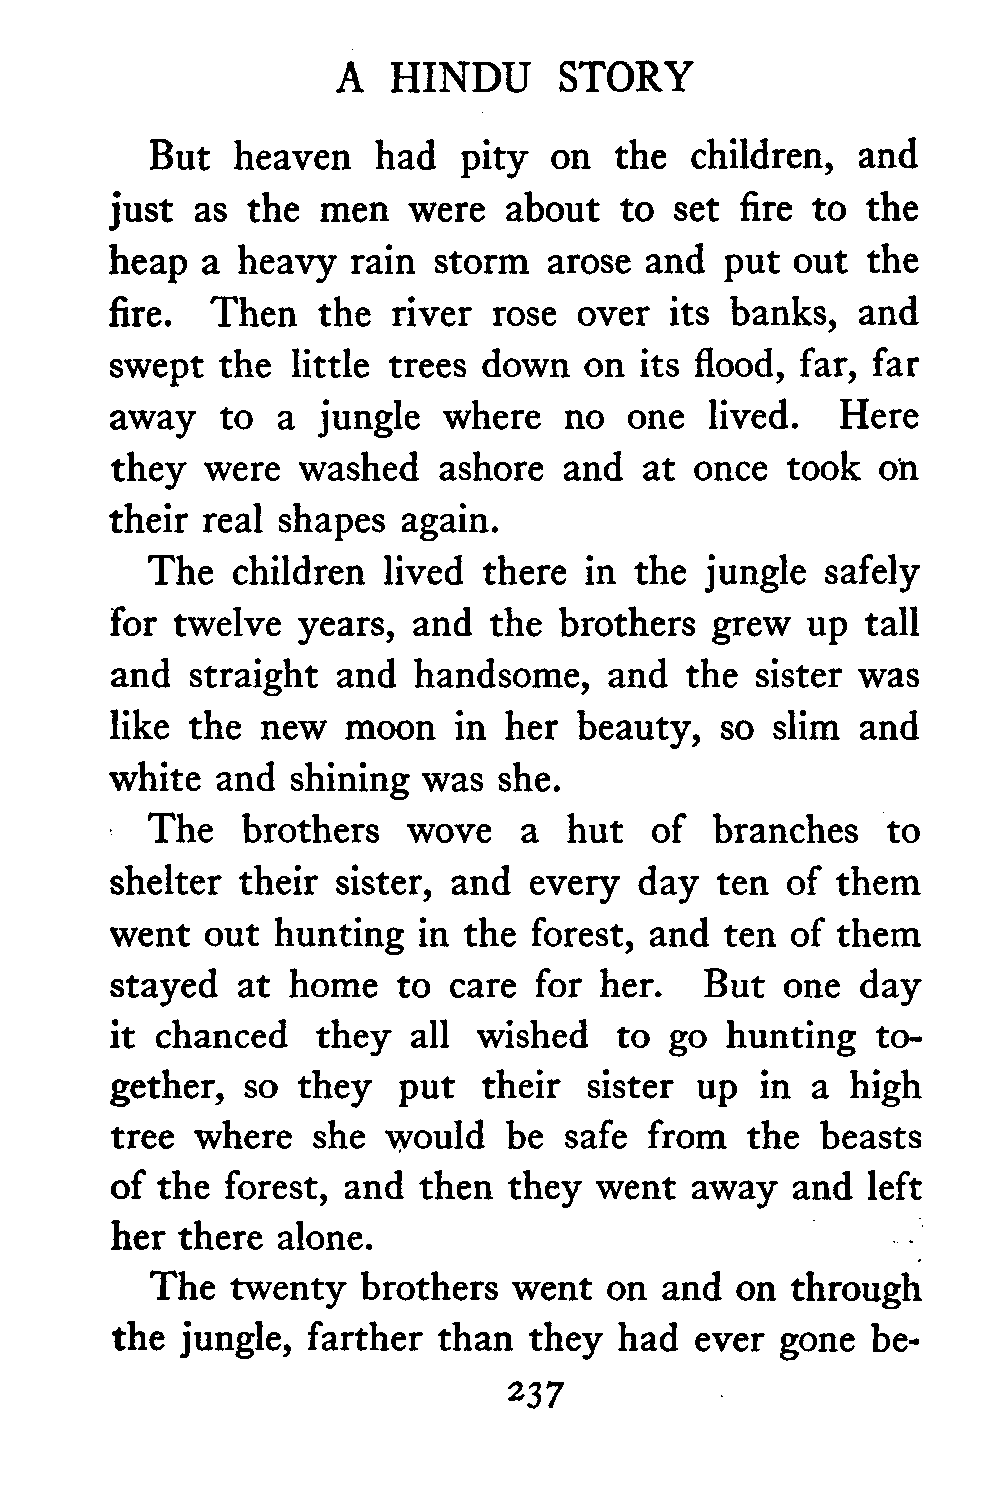 A HINDU STORY
But heaven had pity on the children, and
just as the men were about to set fire to the
heap a heavy rain storm arose and put out the
fire. Then the river rose over its banks, and
swept the little trees down on its flood, far, far
away to a jungle where no one lived. Here
they were washed ashore and at once took on
their real shapes again.
The children lived there in the jungle safely
for twelve years, and the brothers grew up tall
and straight and handsome, and the sister was
like the new moon in her beauty, so slim and
white and shining was she.
The brothers wove a hut of branches to
shelter their sister, and every day ten of them
went out hunting in the forest, and ten of them
stayed at home to care for her. But one day
it chanced they all wished to go hunting to-
gether, so they put their sister up in a high
tree where she would be safe from the beasts
of the forest, and then they went away and left
her there alone.
The twenty brothers went on and on through
the jungle, farther than they had ever gone be-
237